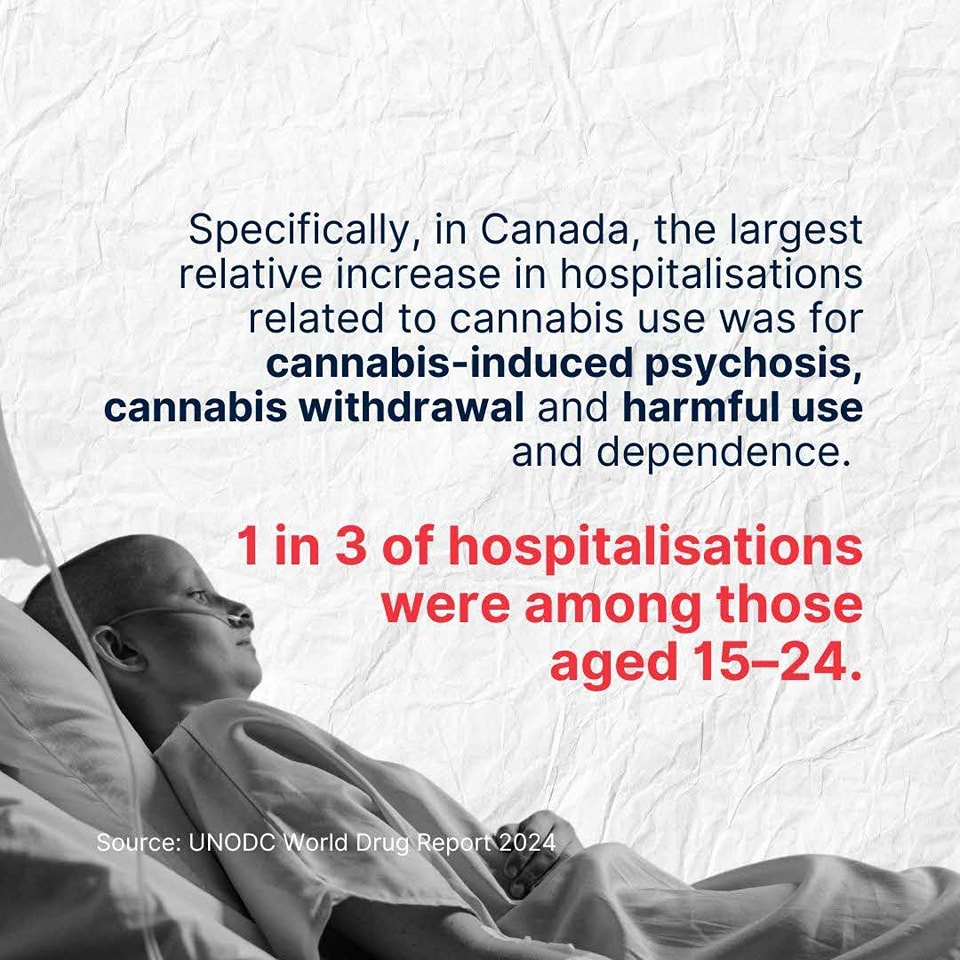 Specifically, in Canada, the largest
relative increase in hospitalisations
related to cannabis use was for
cannabis-induced psychosis,
cannabis withdrawal and harmful use
and dependence.
1 in 3 of hospitalisations
were among those
aged 15–24.
Source: UNODC World Drug Report 2024